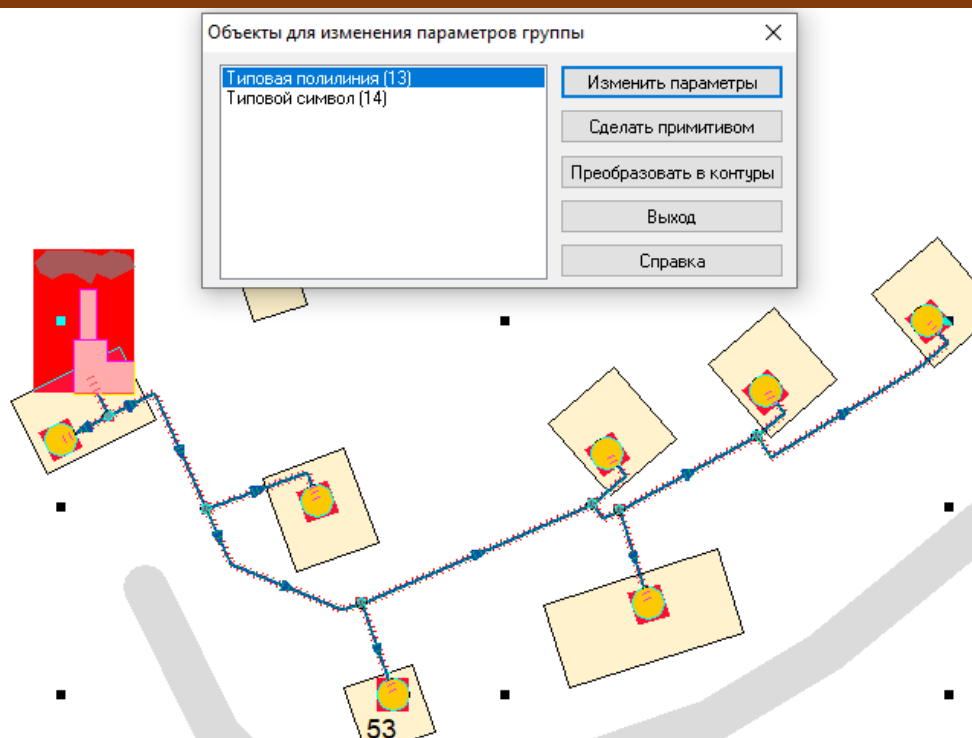 Объекты для изменения параметров группы
Типовая полилиния (13)
Типовой символ (14)
Изменить параметры
Сделать примитивом
Преобразовать в контуры
Выход
Справка
53